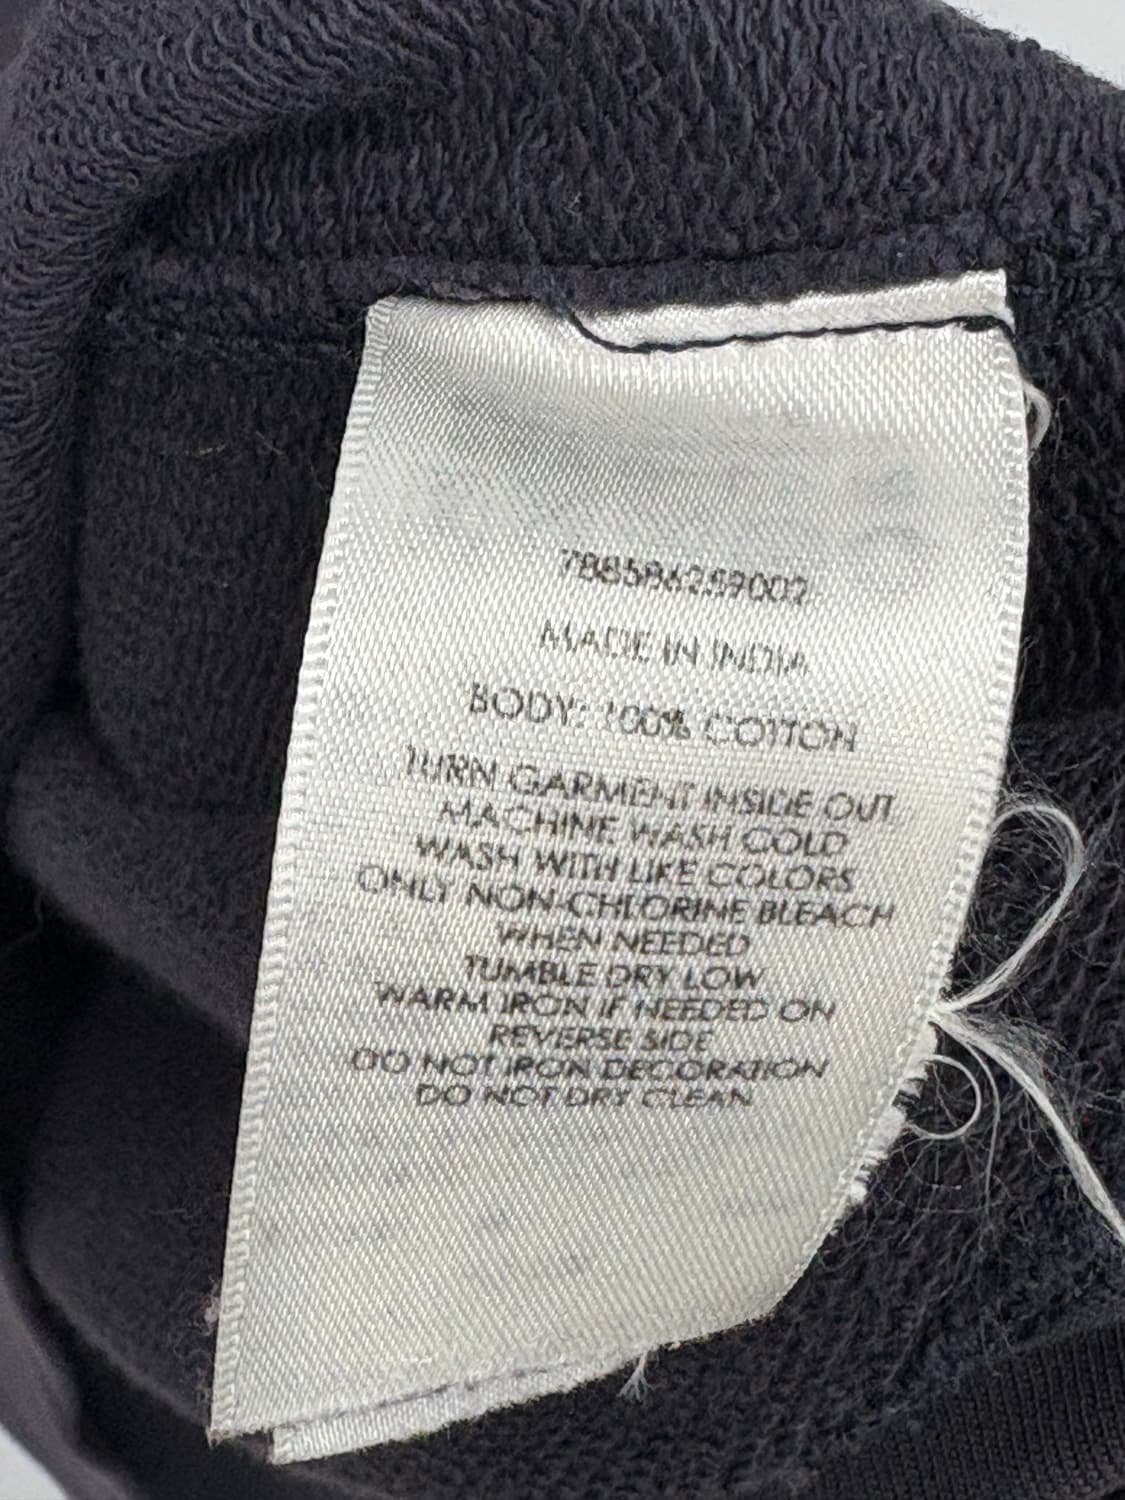 788586259002
MADE IN INDIA
BODY: 100% COTTON
TURN GARMENT INSIDE OUT
MACHINE WASH COLD
WASH WITH LIKE COLORS
ONLY NON-CHLORINE BLEACH
WHEN NEEDED
TUMBLE DRY LOW
WARM IRON IF NEEDED ON
REVERSE SIDE
DO NOT IRON DECORATION
DO NOT DRY CLEAN